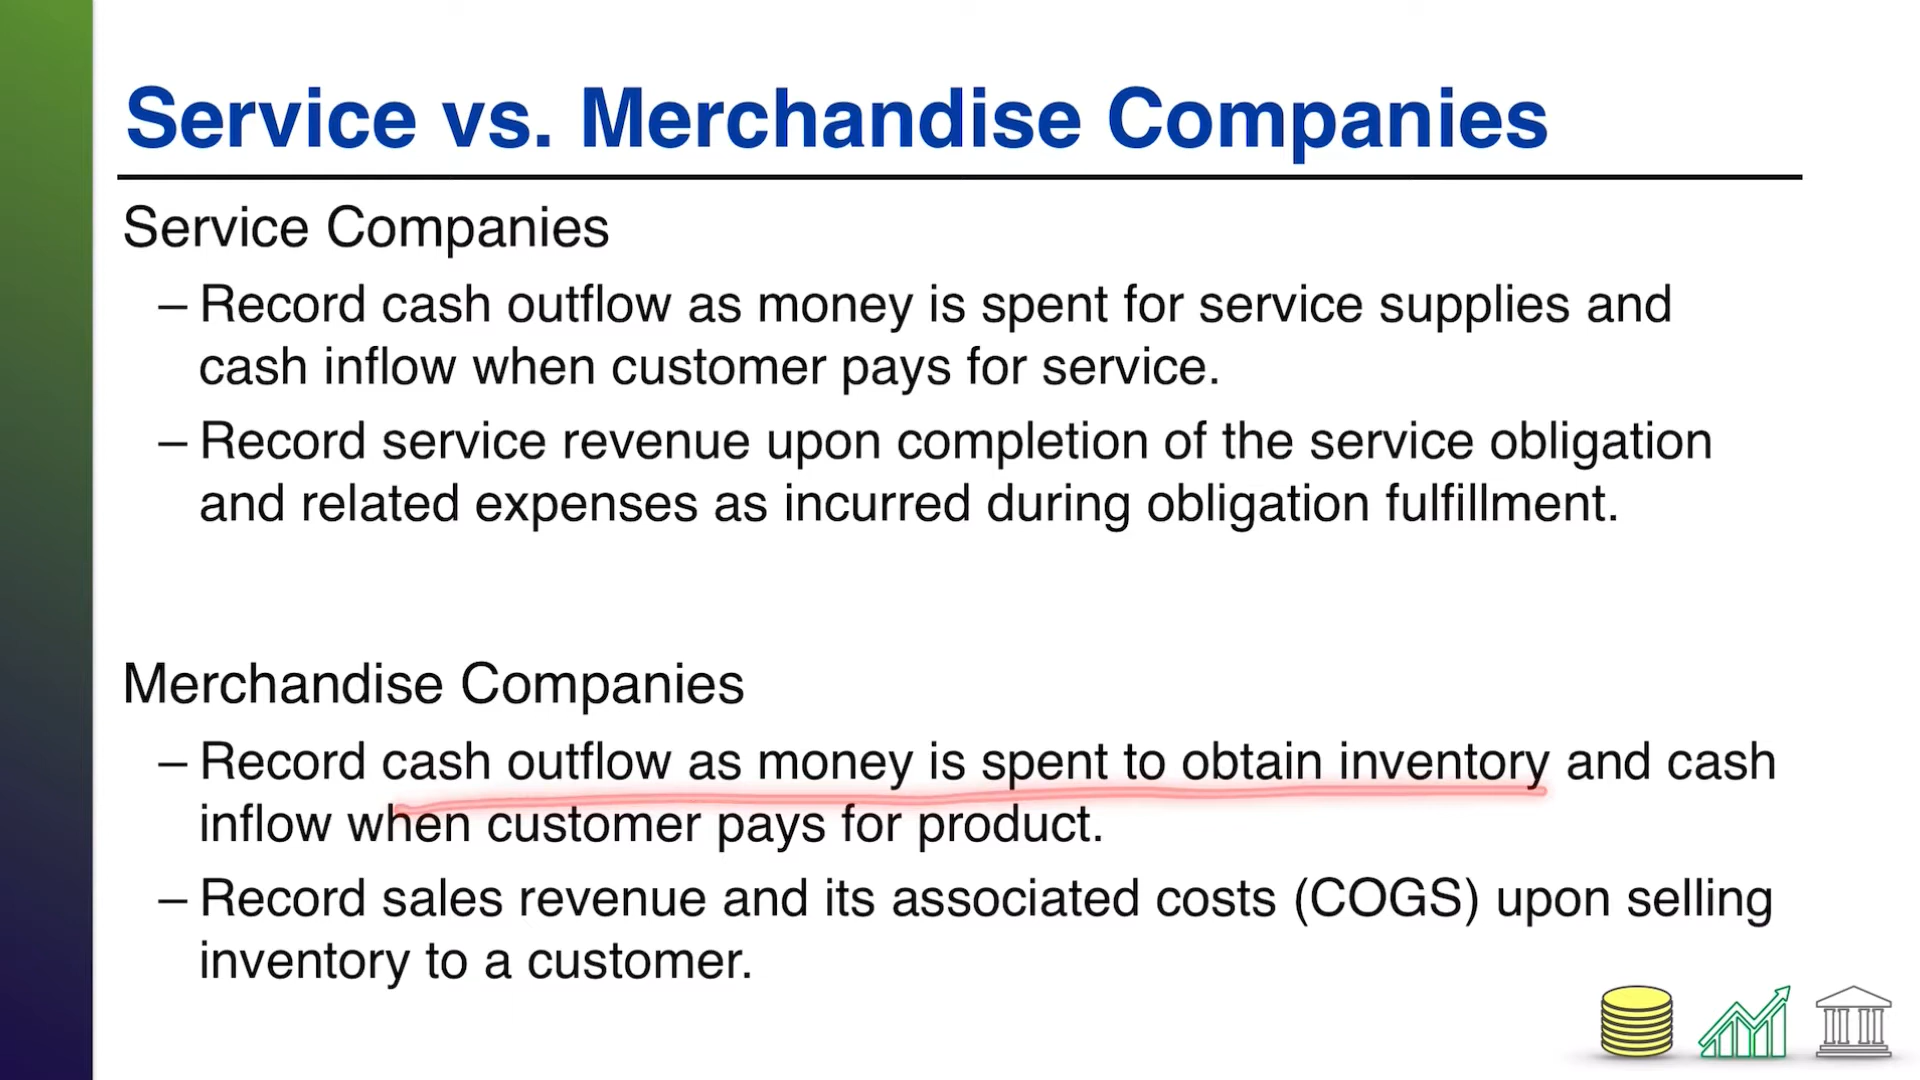 Service vs. Merchandise Companies
Service Companies
– Record cash outflow as money is spent for service supplies and
cash inflow when customer pays for service.
– Record service revenue upon completion of the service obligation
and related expenses as incurred during obligation fulfillment.
Merchandise Companies
– Record cash outflow as money is spent to obtain inventory and cash
inflow when customer pays for product.
– Record sales revenue and its associated costs (COGS) upon selling
inventory to a customer.